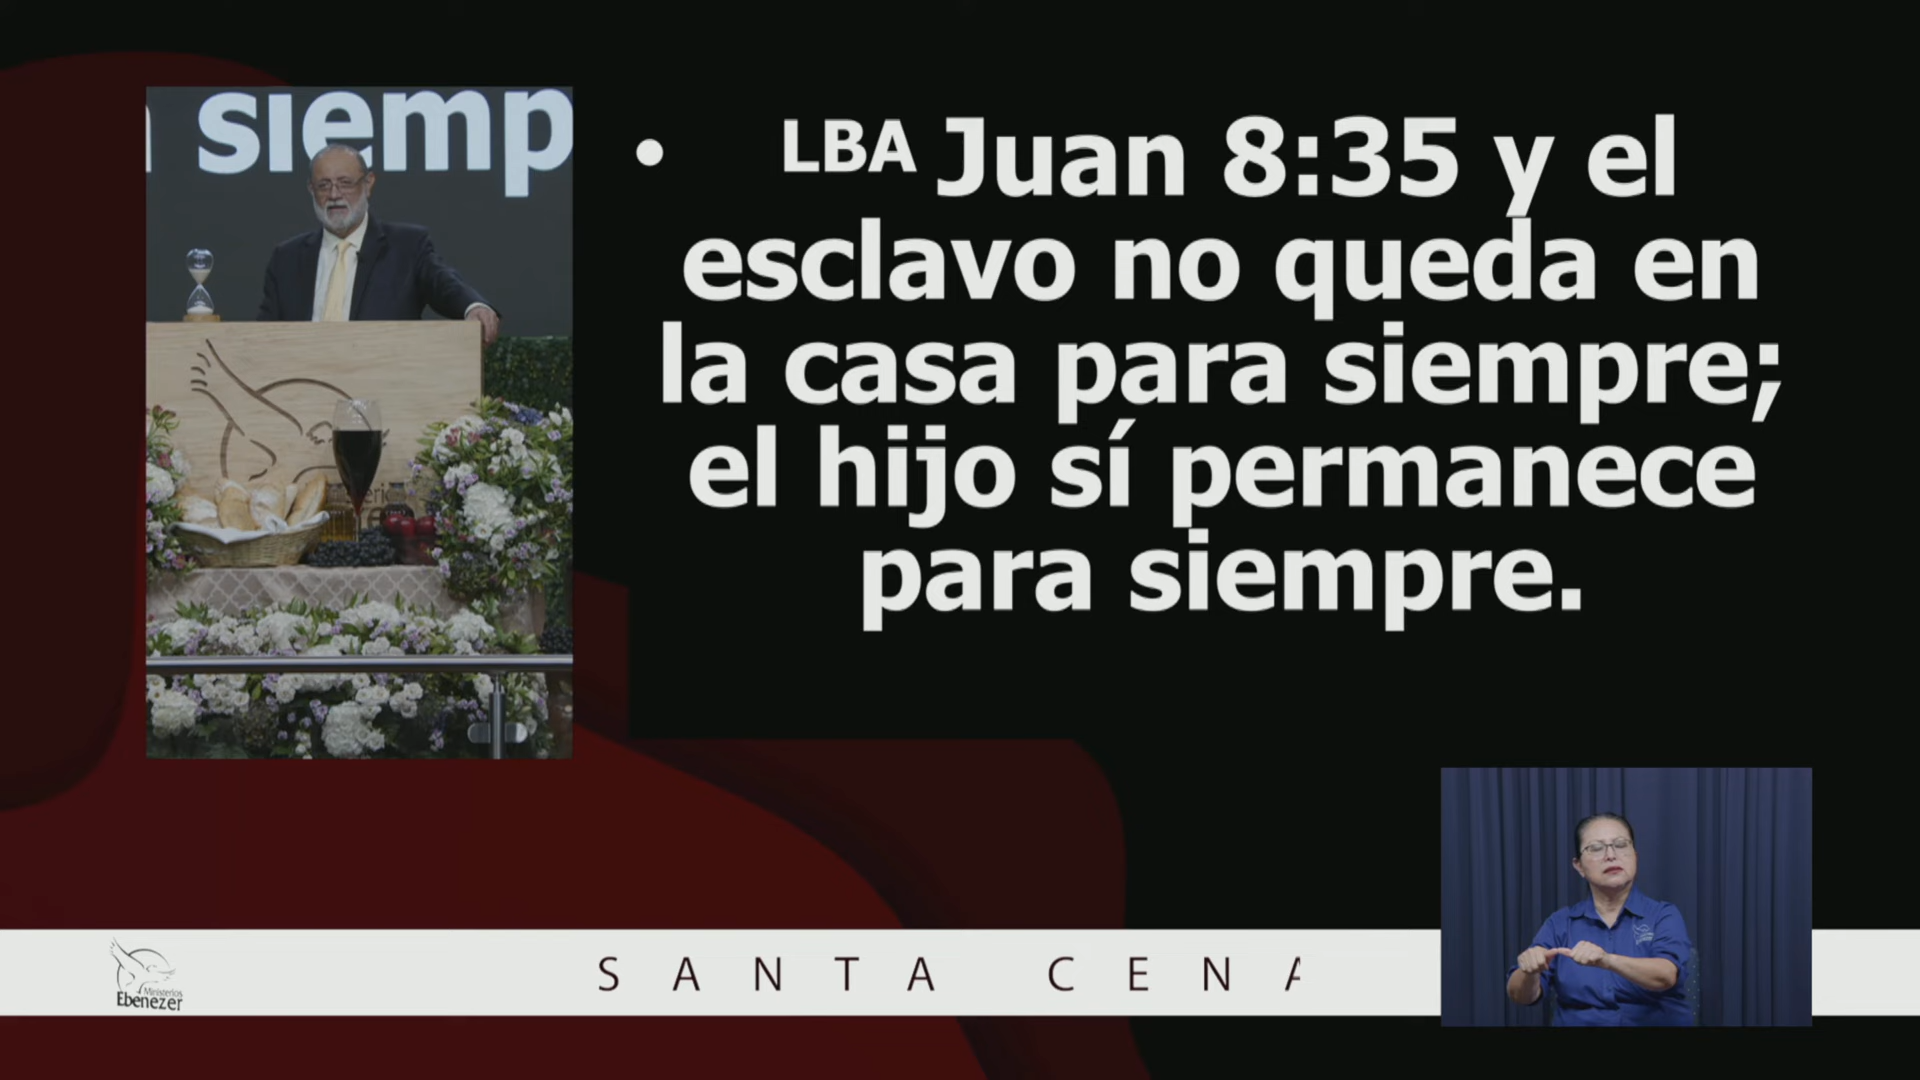 siemp
• LBA Juan 8:35 y el
esclavo no queda en
la casa para siempre;
el hijo sí permanece
para siempre.
SANTA CENA
Ministerios
Ebenezer